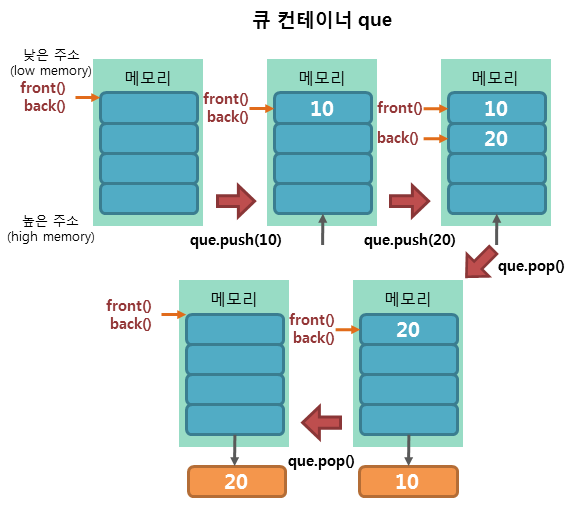 큐 컨테이너 que
낮은 주소
(low memory)
front()
back()
높은 주소
(high memory)
메모리
que.push(10)
front()
back()
메모리
10
que.push(20)
front()
back()
메모리
10
20
que.pop()
front()
back()
메모리
20
10
que.pop()
front()
back()
메모리
20